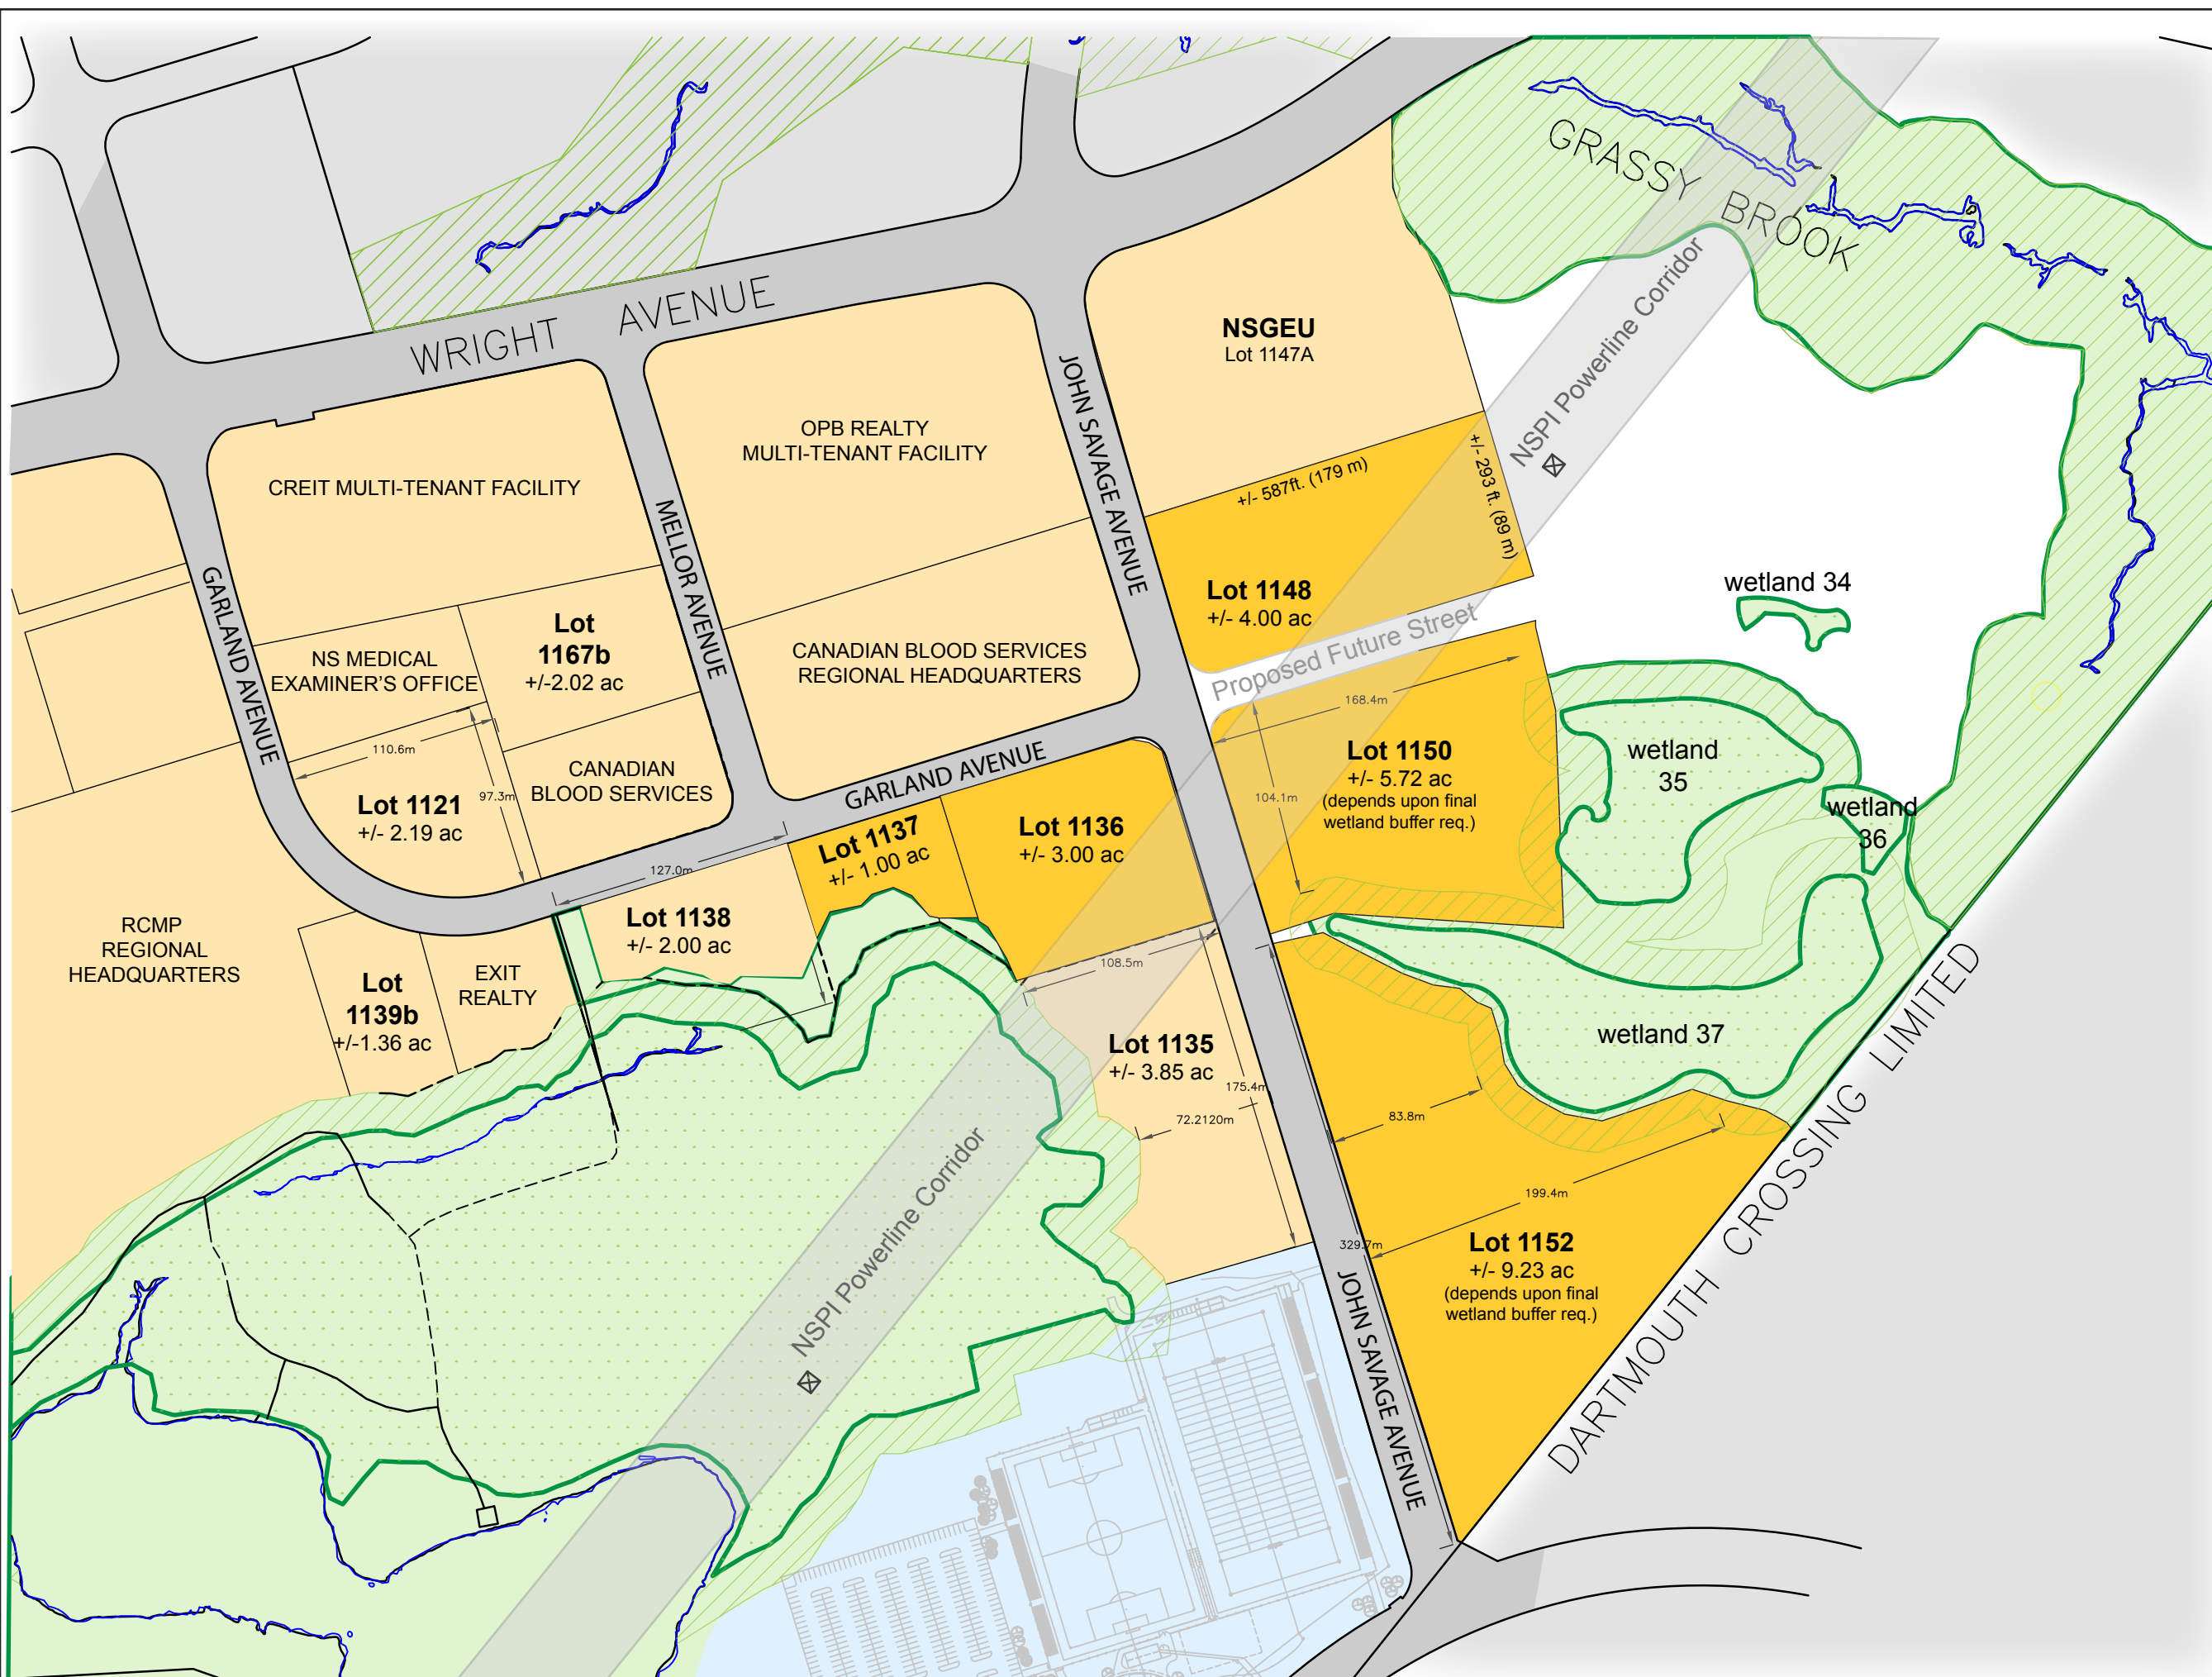 GRASSY BROOK
WRIGHT AVENUE
NSPI Powerline Corridor
NSGEU
Lot 1147A
JOHN SAVAGE AVENUE
OPB REALTY
MULTI-TENANT FACILITY
CREIT MULTI-TENANT FACILITY
+/- 587ft. (179 m)
+/- 293 ft. (89 m)
MELLOR AVENUE
GARLAND AVENUE
Lot 1148
+/- 4.00 ac
wetland 34
Proposed Future Street
Lot
1167b
+/-2.02 ac
NS MEDICAL
EXAMINER'S OFFICE
CANADIAN BLOOD SERVICES
REGIONAL HEADQUARTERS
168.4m
110.6m
97.3m
Lot 1121
+/- 2.19 ac
CANADIAN
BLOOD SERVICES
GARLAND AVENUE
Lot 1150
+/- 5.72 ac
(depends upon final
wetland buffer req.)
104.1m
wetland
35
wetland
36
Lot 1137
+/- 1.00 ac
Lot 1136
+/- 3.00 ac
127.0m
Lot 1138
+/- 2.00 ac
RCMP
REGIONAL
HEADQUARTERS
Lot
1139b
+/-1.36 ac
EXIT
REALTY
108.5m
Lot 1135
+/- 3.85 ac
175.4m
72.2120m
83.8m
wetland 37
199.4m
329.7m
Lot 1152
+/- 9.23 ac
(depends upon final
wetland buffer req.)
NSPI Powerline Corridor
JOHN SAVAGE AVENUE
DARTMOUTH CROSSING LIMITED